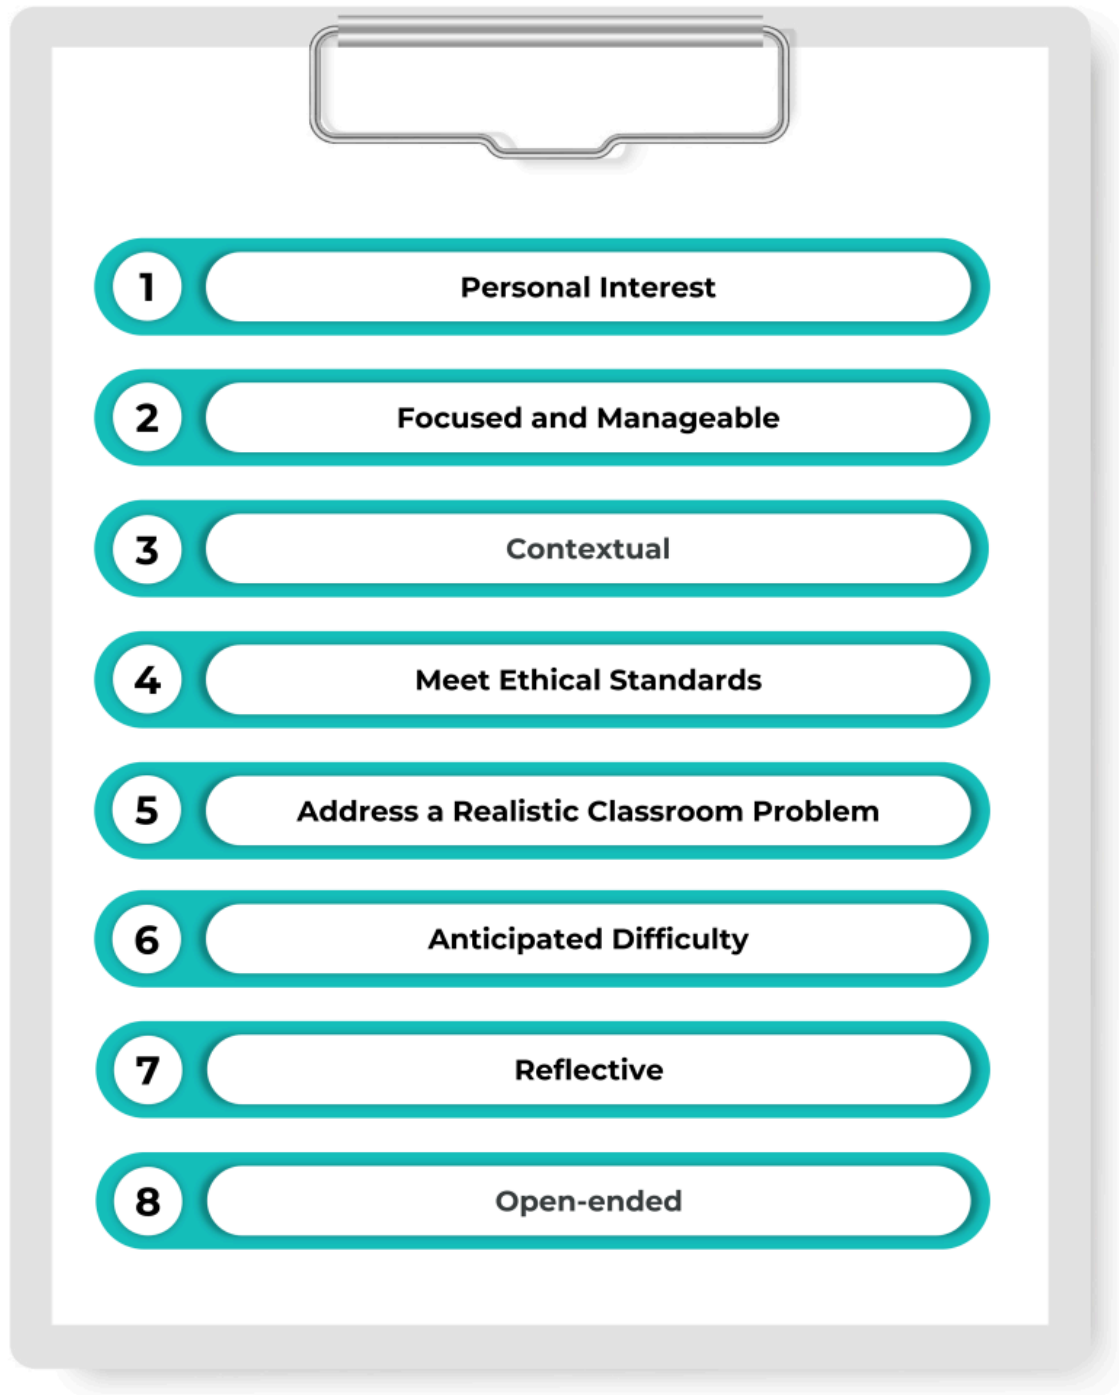 1 Personal Interest
2 Focused and Manageable
3 Contextual
4 Meet Ethical Standards
5 Address a Realistic Classroom Problem
6 Anticipated Difficulty
7 Reflective
8 Open-ended